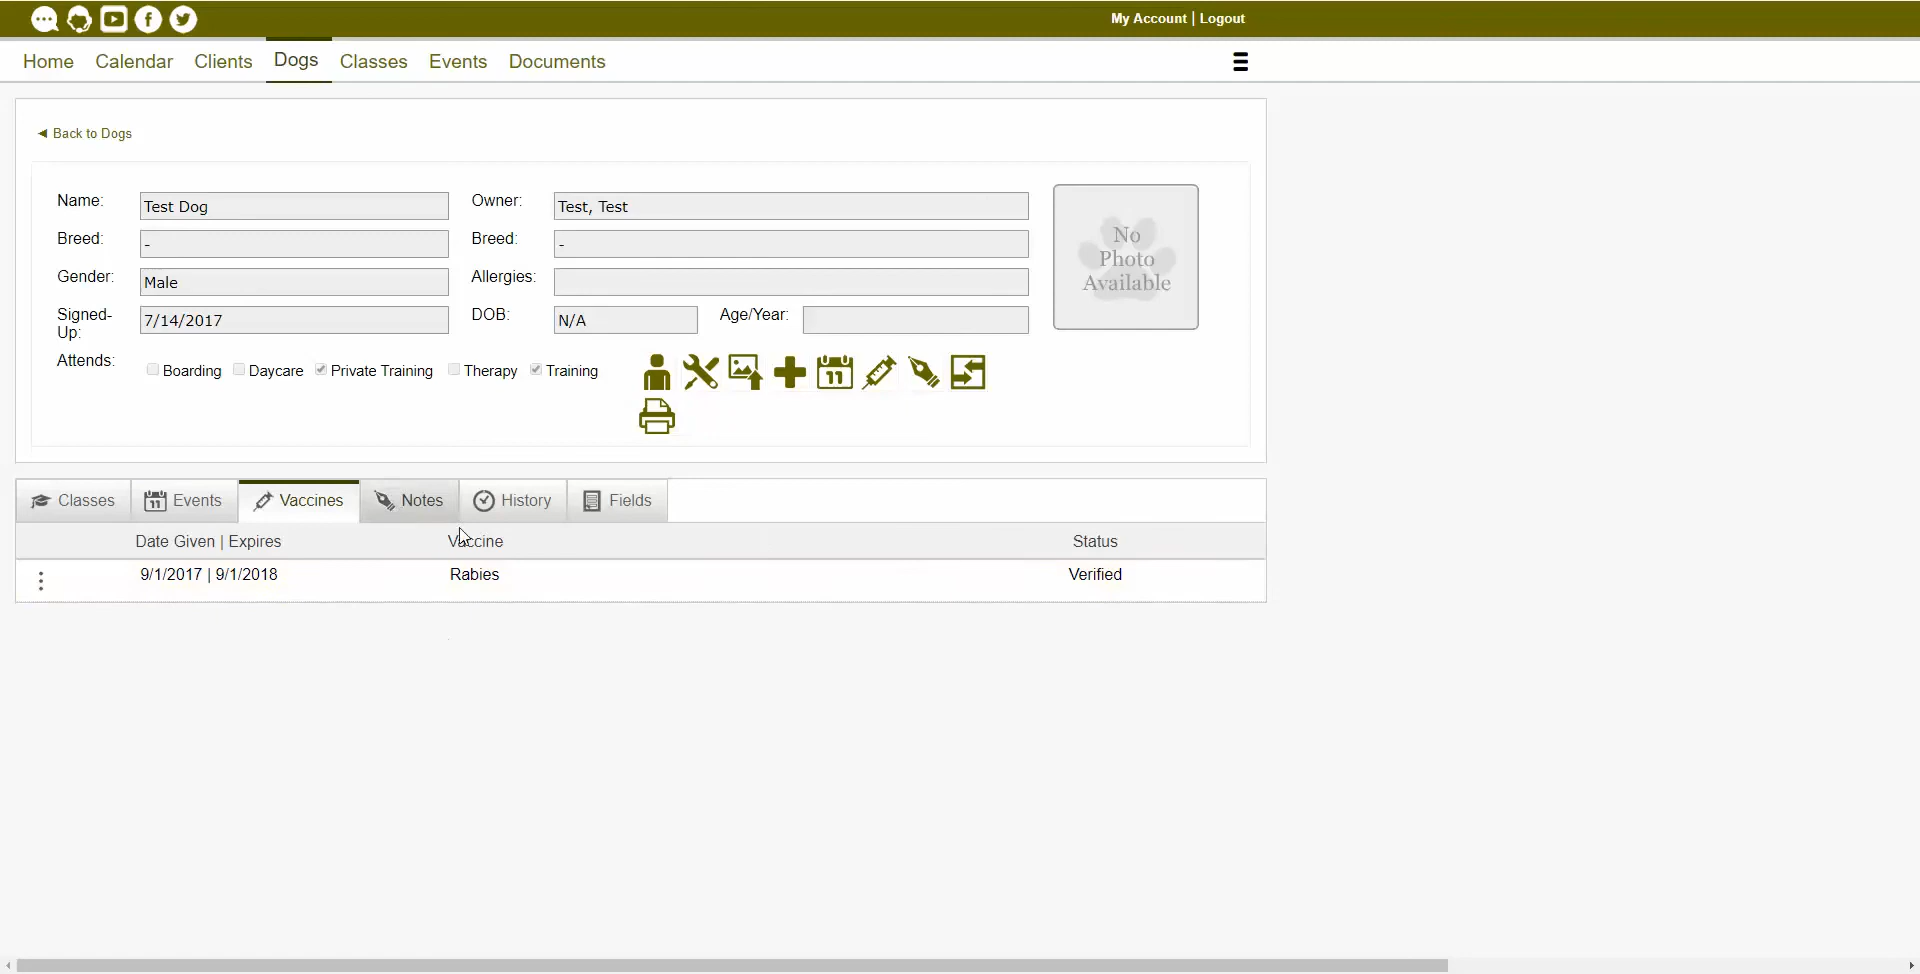 My Account | Logout
Home Calendar Clients Dogs Classes Events Documents
◄ Back to Dogs
Name: Test Dog Owner: Test, Test
Breed: - Breed: -
Gender: Male Allergies:
Signed-Up: 7/14/2017 DOB: N/A Age/Year:
Attends: Boarding Daycare Private Training Therapy Training
No
Photo
Available
11
Classes 11 Events Vaccines Notes History Fields
Date Given | Expires Vaccine Status
9/1/2017 | 9/1/2018 Rabies Verified